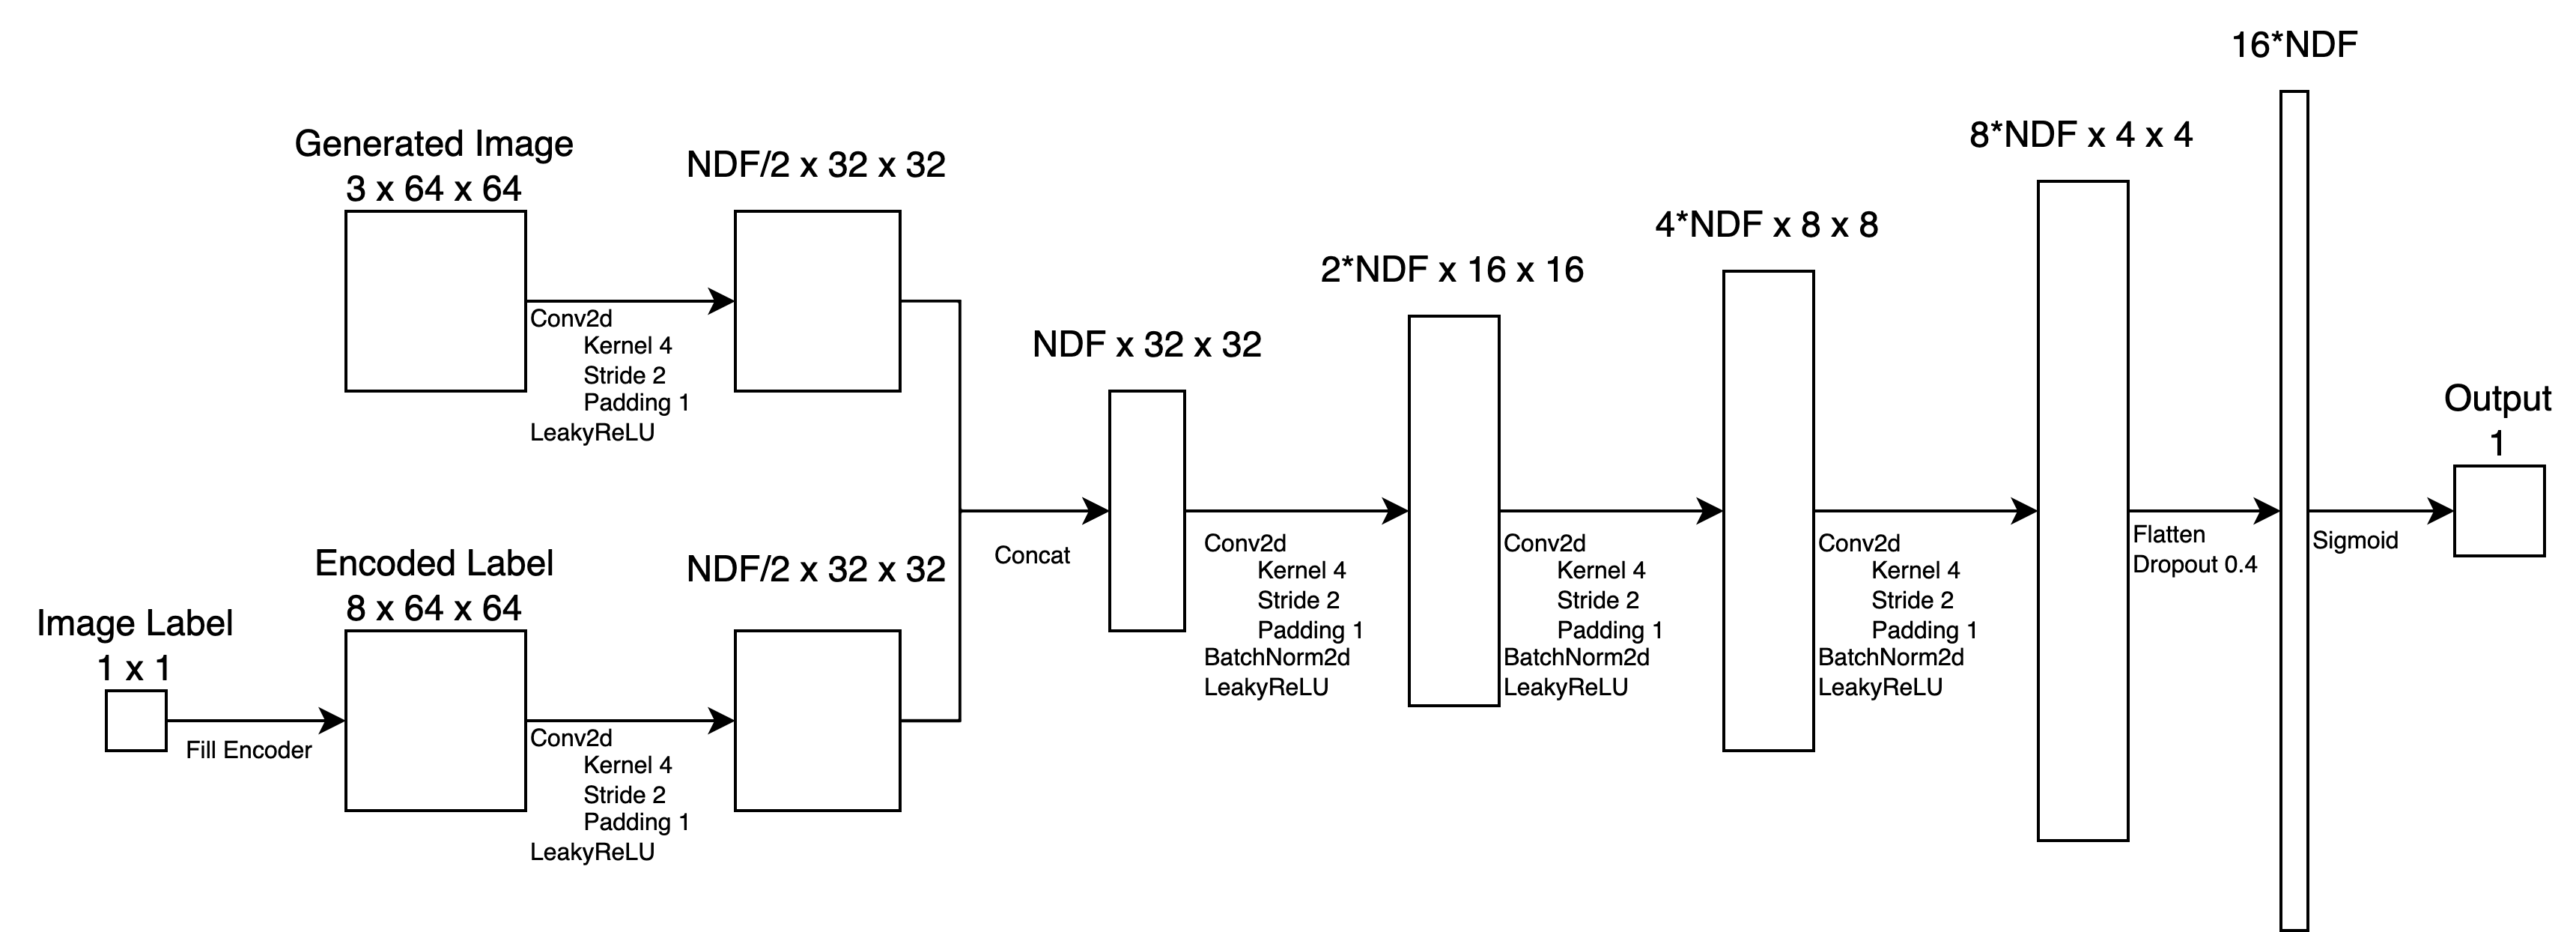 Generated Image
3 x 64 x 64
Conv2d
Kernel 4
Stride 2
Padding 1
LeakyReLU
NDF/2 x 32 x 32
Image Label
1 x 1
Fill Encoder
Encoded Label
8 x 64 x 64
Conv2d
Kernel 4
Stride 2
Padding 1
LeakyReLU
NDF/2 x 32 x 32
Concat
NDF x 32 x 32
Conv2d
Kernel 4
Stride 2
Padding 1
BatchNorm2d
LeakyReLU
2*NDF x 16 x 16
Conv2d
Kernel 4
Stride 2
Padding 1
BatchNorm2d
LeakyReLU
4*NDF x 8 x 8
Conv2d
Kernel 4
Stride 2
Padding 1
BatchNorm2d
LeakyReLU
8*NDF x 4 x 4
Flatten
Dropout 0.4
16*NDF
Sigmoid
Output
1